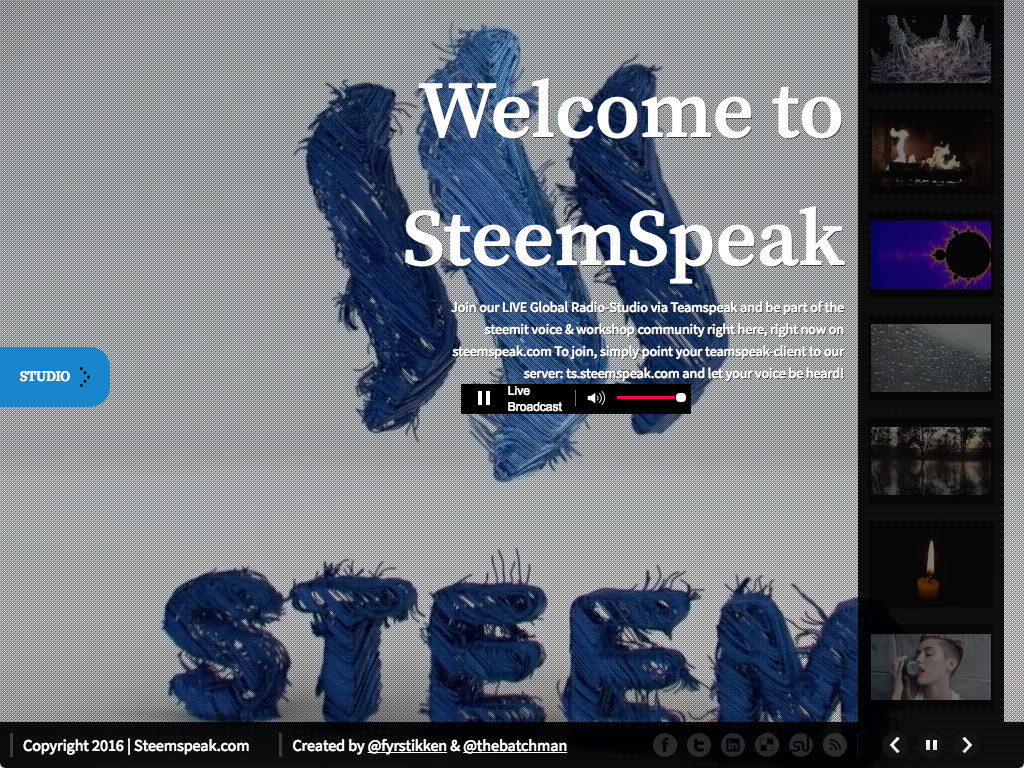 Welcome to
SteemSpeak
Join our LIVE Global Radio-Studio via Teamspeak and be part of the
steemit voice & workshop community right here, right now on
steemspeak.com To join, simply point your teamspeak-client to our
server: ts.steemspeak.com and let your voice be heard!
STUDIO
Live
Broadcast
STEEM
Copyright 2016 | Steemspeak.com
Created by @fyrstikken & @thebatchman